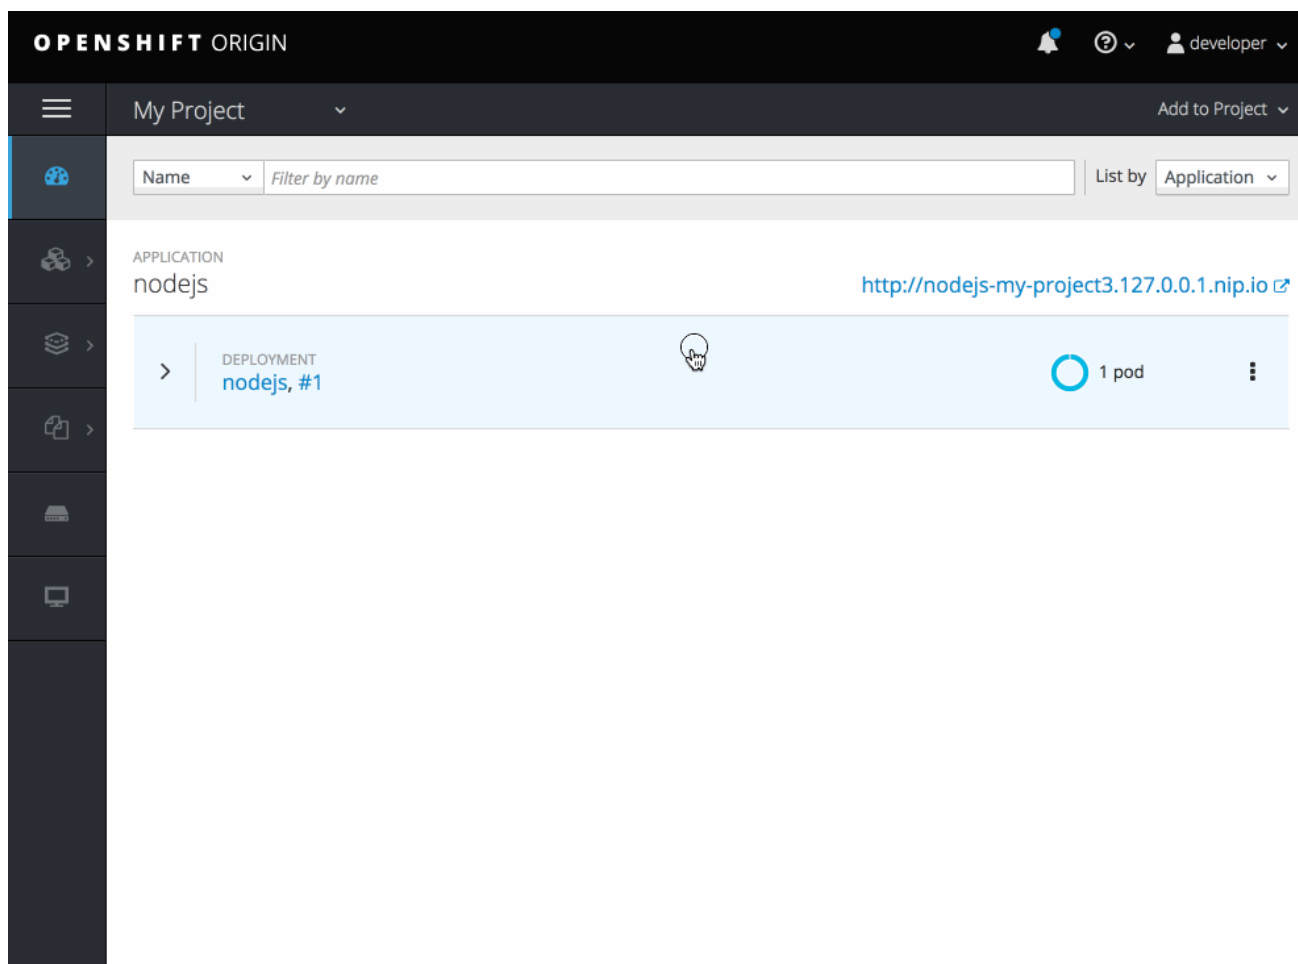 OPENSHIFT ORIGIN
developer
My Project
Add to Project
Name
Filter by name
List by
Application
APPLICATION
nodejs
http://nodejs-my-project3.127.0.0.1.nip.io
DEPLOYMENT
nodejs, #1
1 pod